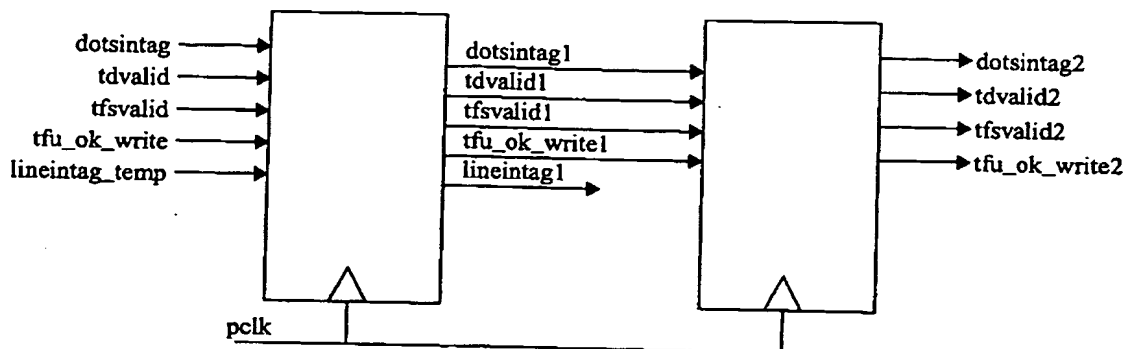 dotsintag
tdvalid
tfsvalid
tfu_ok_write
lineintag_temp
dotsintag1
tdvalid1
tfsvalid1
tfu_ok_write1
lineintag1
dotsintag2
tdvalid2
tfsvalid2
tfu_ok_write2
pclk